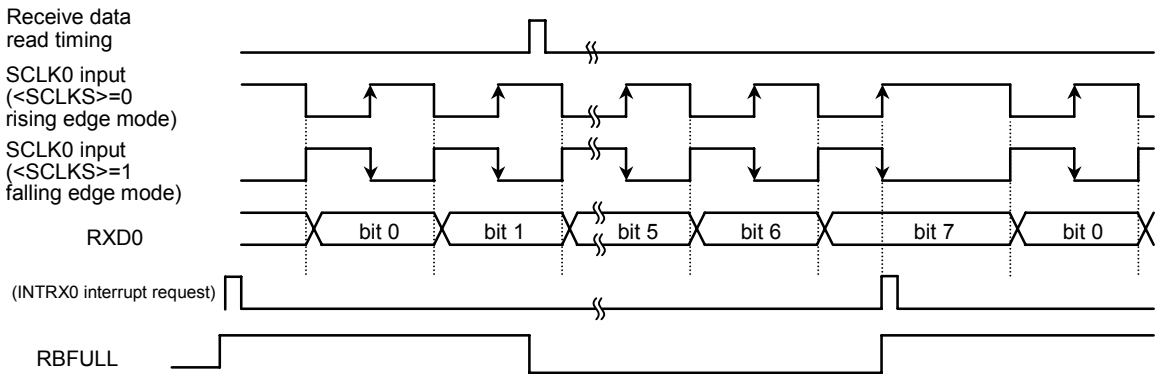 Receive data
read timing
SCLK0 input
(<SCLKS>=0
rising edge mode)
SCLK0 input
(<SCLKS>=1
falling edge mode)
RXD0
bit 0
bit 1
bit 5
bit 6
bit 7
bit 0
(INTRX0 interrupt request)
RBFULL